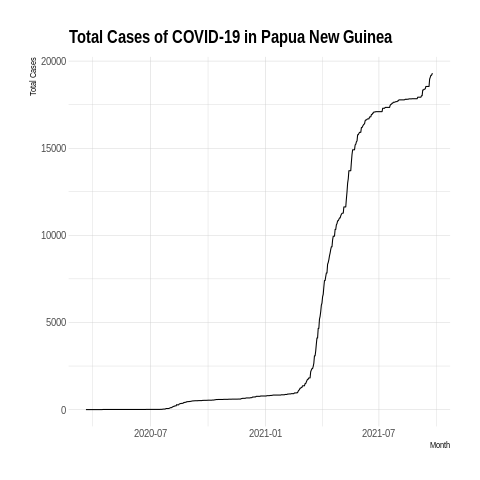 Total Cases of COVID-19 in Papua New Guinea
Total Cases
20000
15000
10000
5000
0
2020-07
2021-01
2021-07
Month